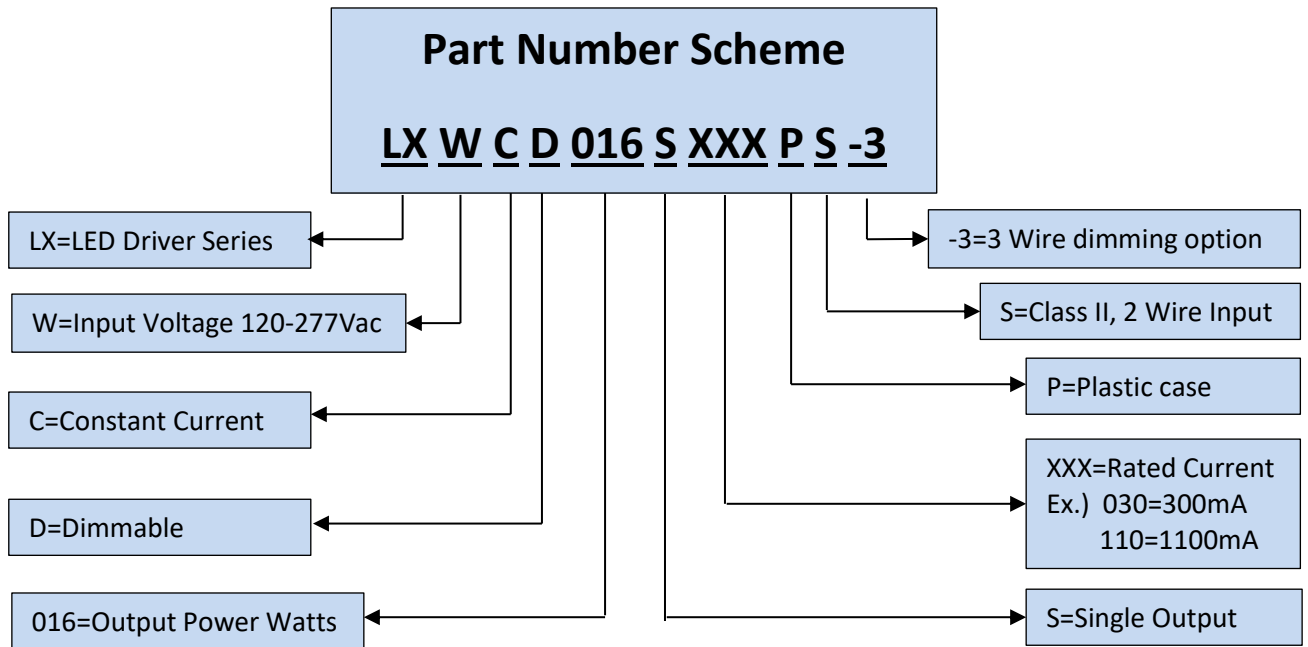 Part Number Scheme
LX W C D 016 S XXX P S -3
LX=LED Driver Series
W=Input Voltage 120-277Vac
C=Constant Current
D=Dimmable
016=Output Power Watts
-3=3 Wire dimming option
S=Class II, 2 Wire Input
P=Plastic case
XXX=Rated Current
Ex.) 030=300mA
110=1100mA
S=Single Output